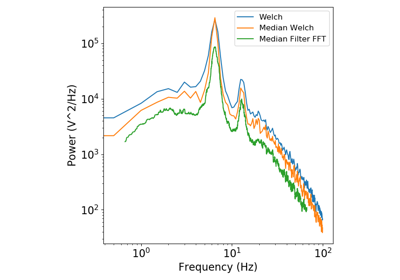 Welch
Median Welch
Median Filter FFT
Power (V^2/Hz)
10^5
10^4
10^3
10^2
10^0
10^1
10^2
Frequency (Hz)